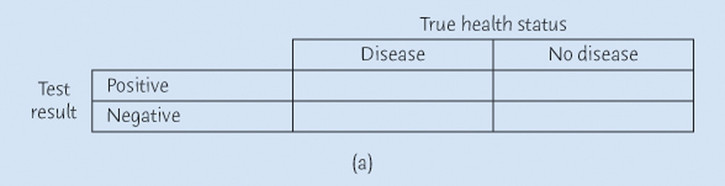 True health status
Disease No disease
Test result
Positive
Negative
(a)